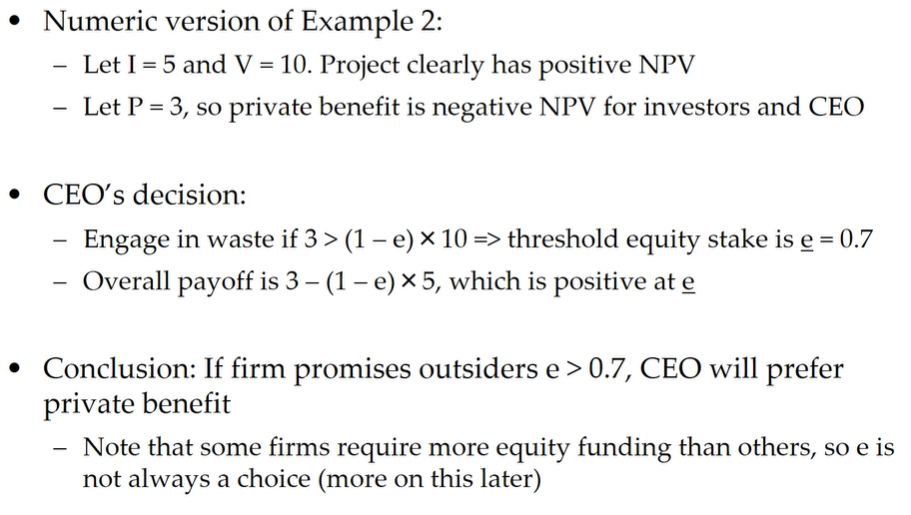 • Numeric version of Example 2:
– Let I = 5 and V = 10. Project clearly has positive NPV
– Let P = 3, so private benefit is negative NPV for investors and CEO
• CEO's decision:
– Engage in waste if 3 > (1 – e) × 10 => threshold equity stake is e = 0.7
– Overall payoff is 3 – (1 – e) × 5, which is positive at e
• Conclusion: If firm promises outsiders e > 0.7, CEO will prefer
private benefit
– Note that some firms require more equity funding than others, so e is
not always a choice (more on this later)